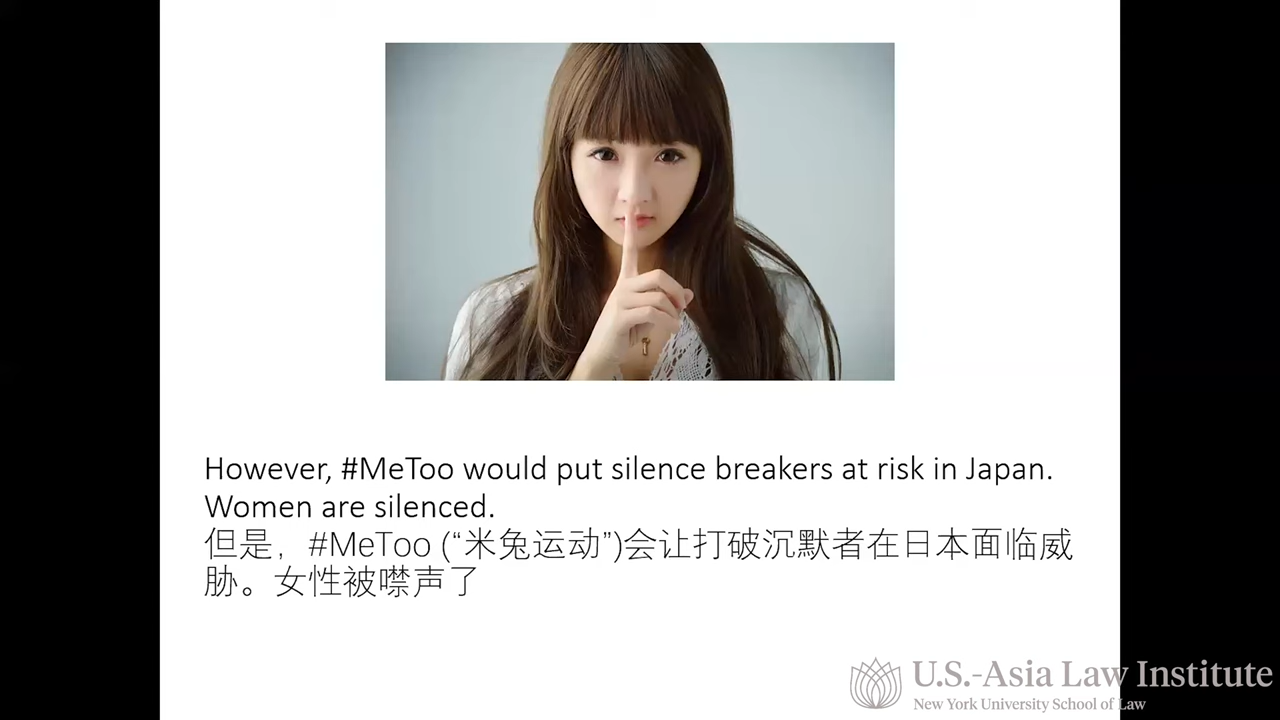 However, #MeToo would put silence breakers at risk in Japan.
Women are silenced.
但是，#MeToo (“米兔运动”)会让打破沉默者在日本面临威
胁。女性被噤声了
U.S.-Asia Law Institute
New York University School of Law